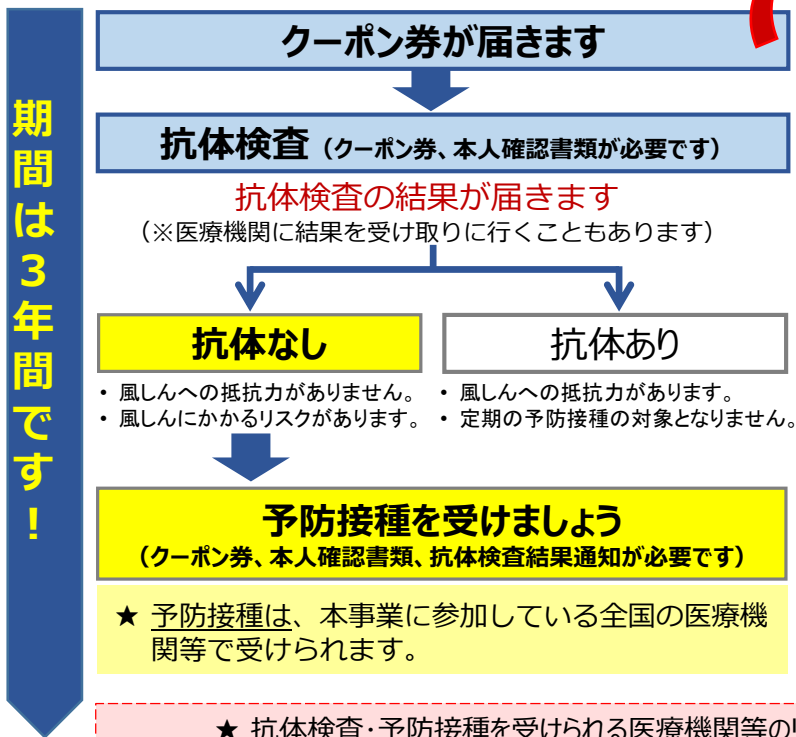 期間は3年間です!
クーポン券が届きます
抗体検査(クーポン券、本人確認書類が必要です)
抗体検査の結果が届きます
(※医療機関に結果を受け取りに行くこともあります)
抗体なし
・風しんへの抵抗力がありません。
・風しんにかかるリスクがあります。
抗体あり
・風しんへの抵抗力があります。
・定期の予防接種の対象となりません。
予防接種を受けましょう
(クーポン券、本人確認書類、抗体検査結果通知が必要です)
★ 予防接種は、本事業に参加している全国の医療機
関等で受けられます。
★ 抗体検査・予防接種を受けられる医療機関等の